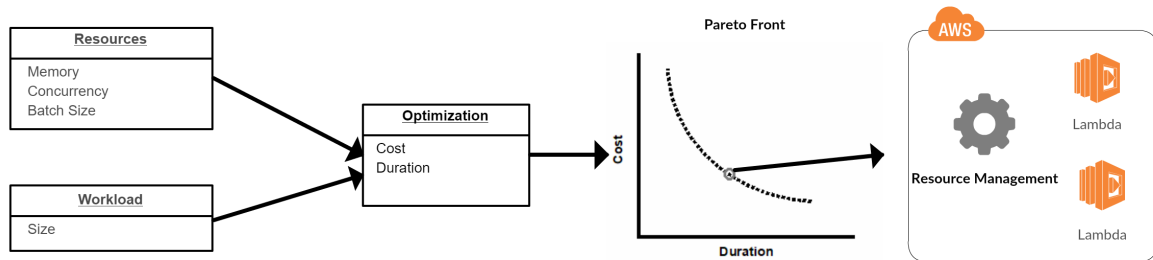 Resources
Memory
Concurrency
Batch Size
Workload
Size
Optimization
Cost
Duration
Pareto Front
Cost
Duration
AWS
Resource Management
Lambda
Lambda